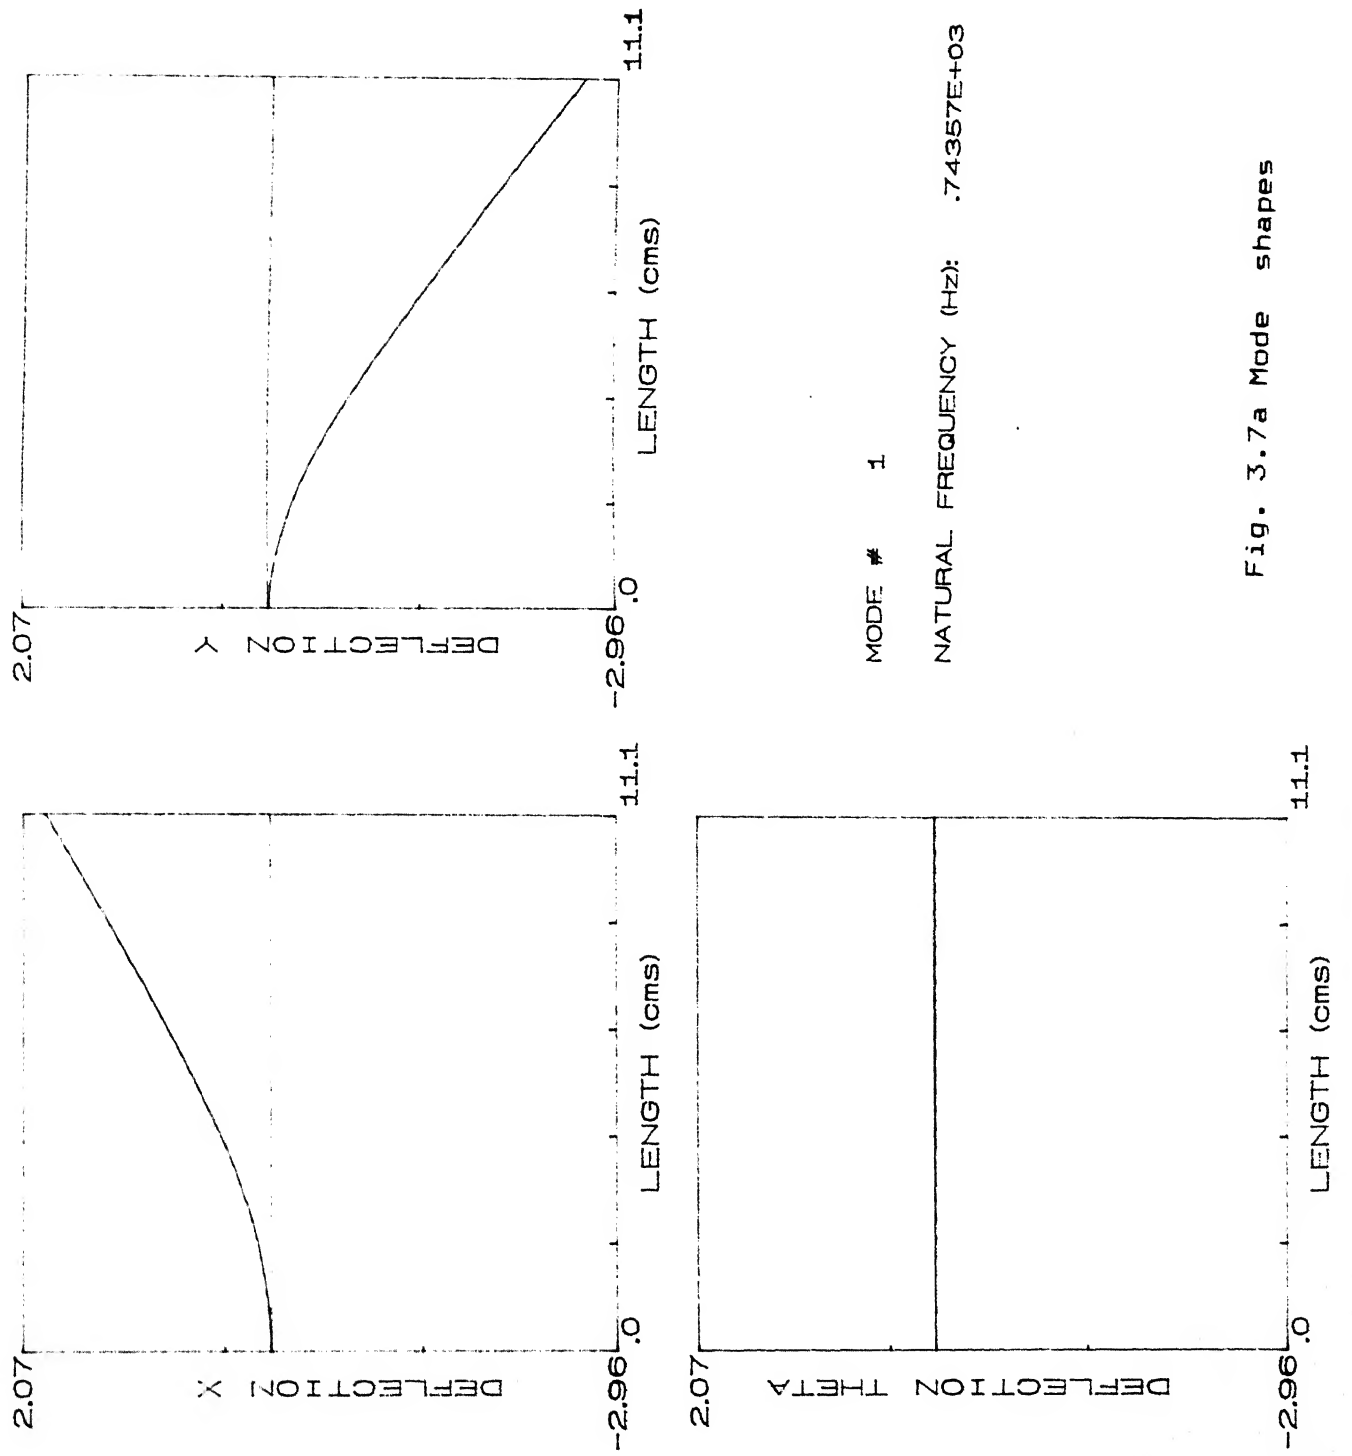 2.07
DEFLECTION X
-2.96
.0
LENGTH (cms)
11.1
2.07
DEFLECTION Y
-2.96
.0
LENGTH (cms)
11.1
2.07
DEFLECTION THETA
-2.96
.0
LENGTH (cms)
11.1
MODE # 1
NATURAL FREQUENCY (Hz): .74357E+03
Fig. 3.7a Mode shapes